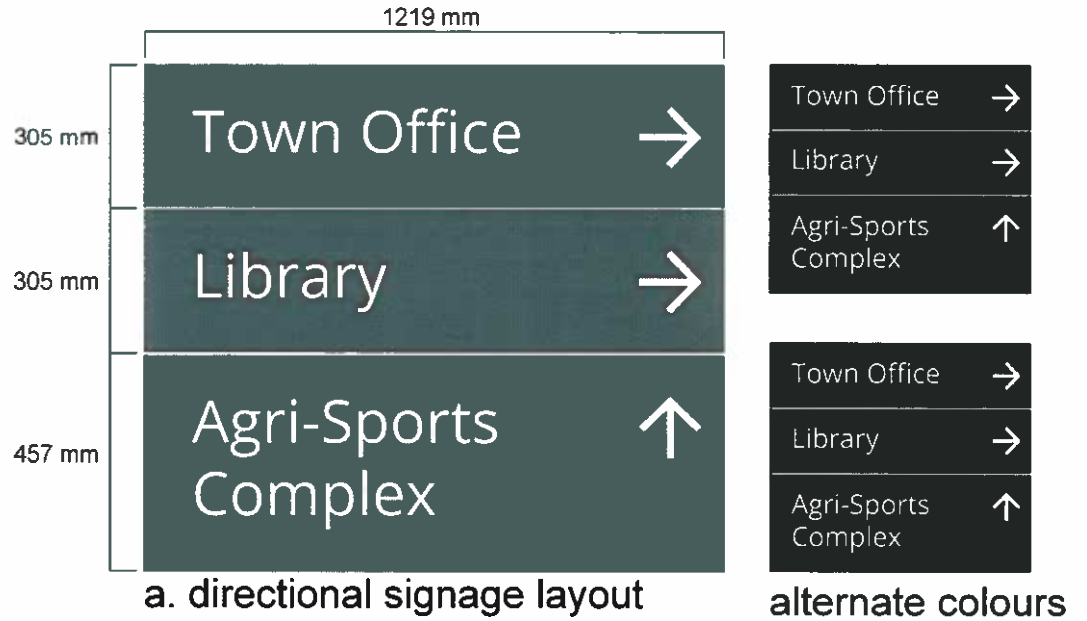 1219 mm
305 mm
Town Office →
305 mm
Library →
457 mm
Agri-Sports ↑
Complex
a. directional signage layout
Town Office →
Library →
Agri-Sports ↑
Complex
Town Office →
Library →
Agri-Sports ↑
Complex
alternate colours